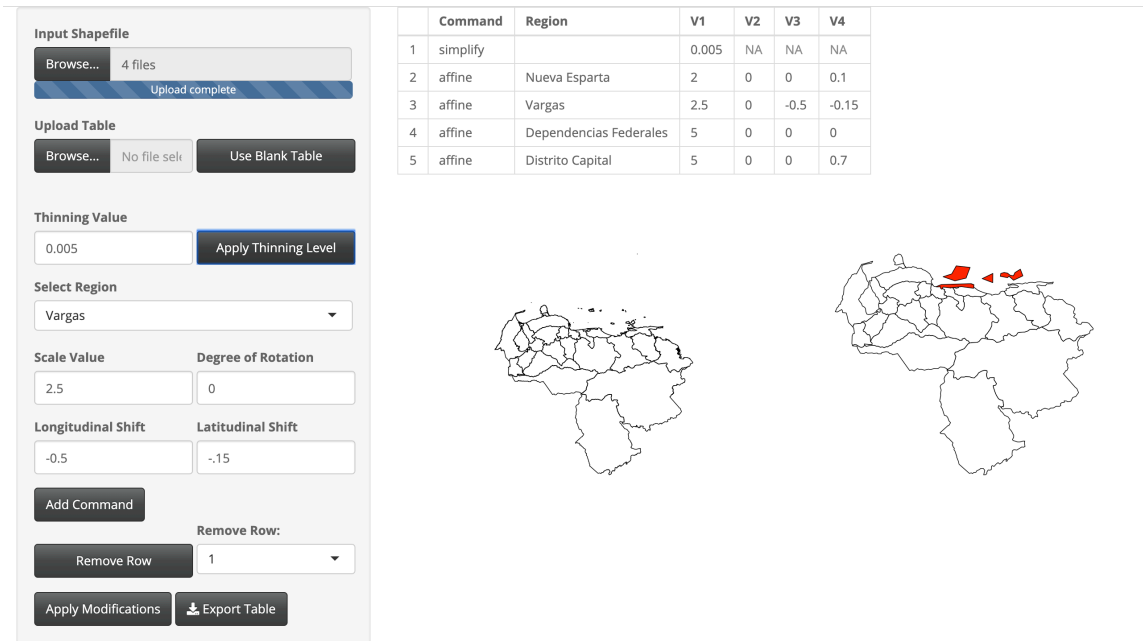 Input Shapefile
Browse... 4 files
Upload complete
Upload Table
Browse... No file sele Use Blank Table
Thinning Value
0.005 Apply Thinning Level
Select Region
Vargas
Scale Value Degree of Rotation
2.5 0
Longitudinal Shift Latitudinal Shift
-0.5 -.15
Add Command
Remove Row:
Remove Row 1
Apply Modifications Export Table
Command Region V1 V2 V3 V4
1 simplify 0.005 NA NA NA
2 affine Nueva Esparta 2 0 0 0.1
3 affine Vargas 2.5 0 -0.5 -0.15
4 affine Dependencias Federales 5 0 0 0
5 affine Distrito Capital 5 0 0 0.7